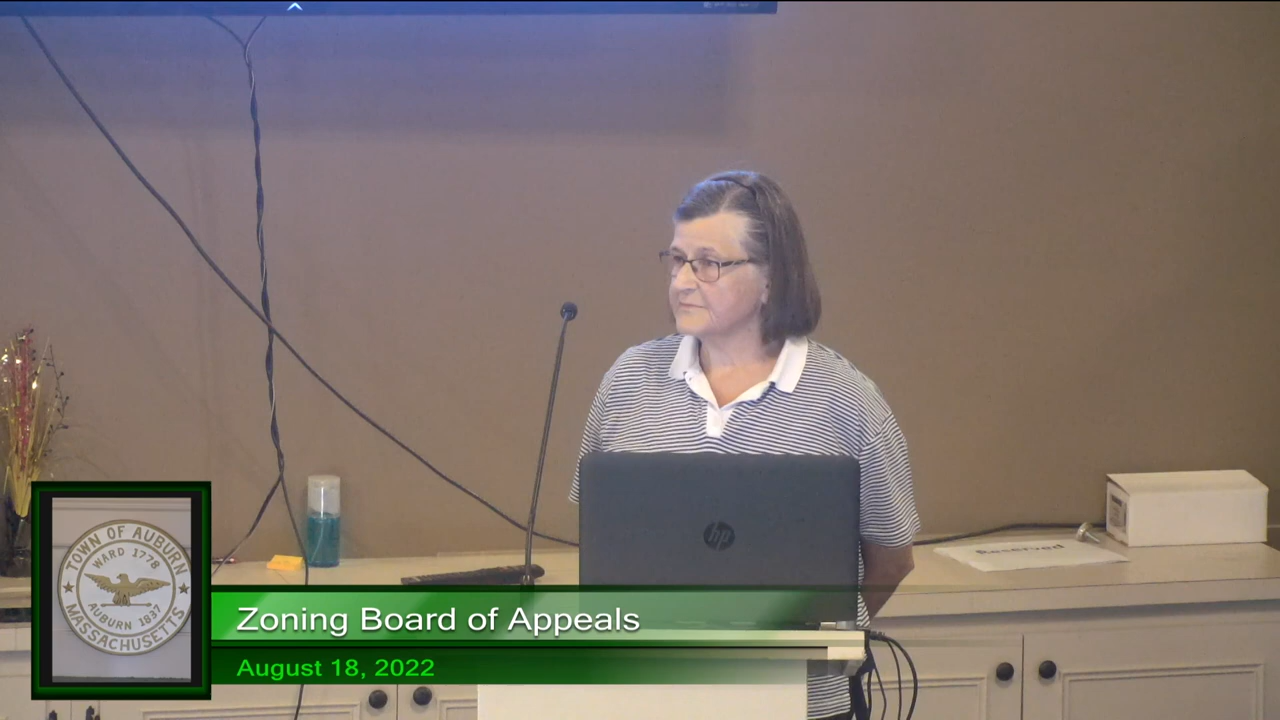 hp
Reserved
TOWN OF AUBURN
WARD 1778
AUBURN 1837
MASSACHUSETTS
Zoning Board of Appeals
August 18, 2022